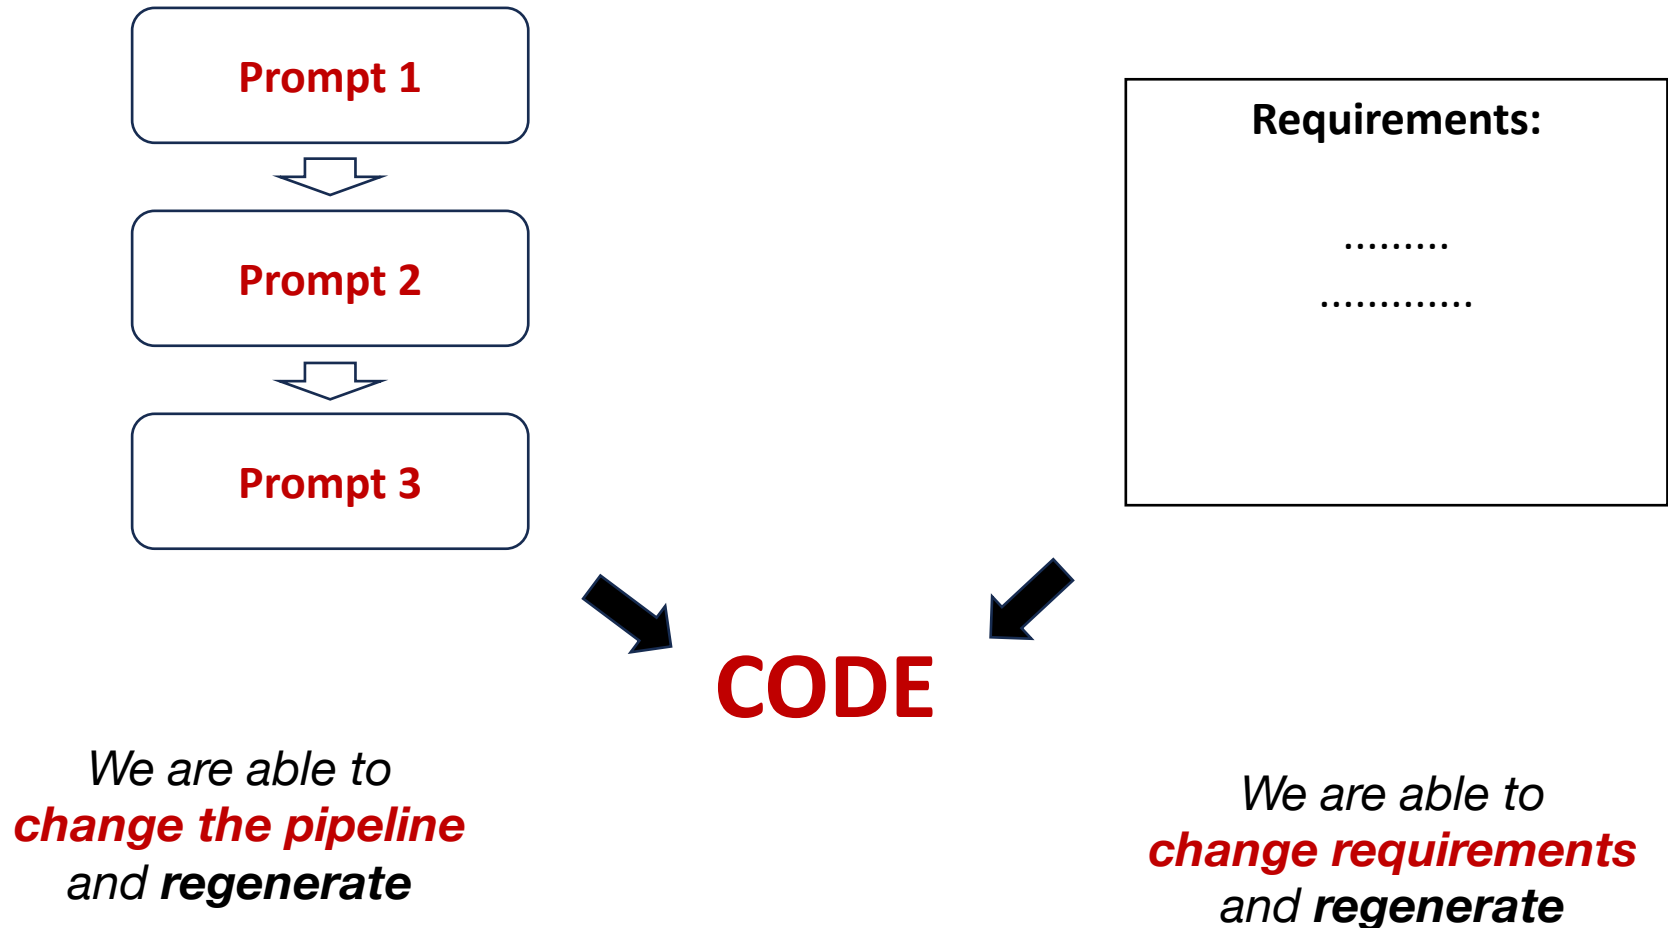 Prompt 1
Prompt 2
Prompt 3
Requirements:
.........
.............
CODE
We are able to
change the pipeline
and regenerate
We are able to
change requirements
and regenerate